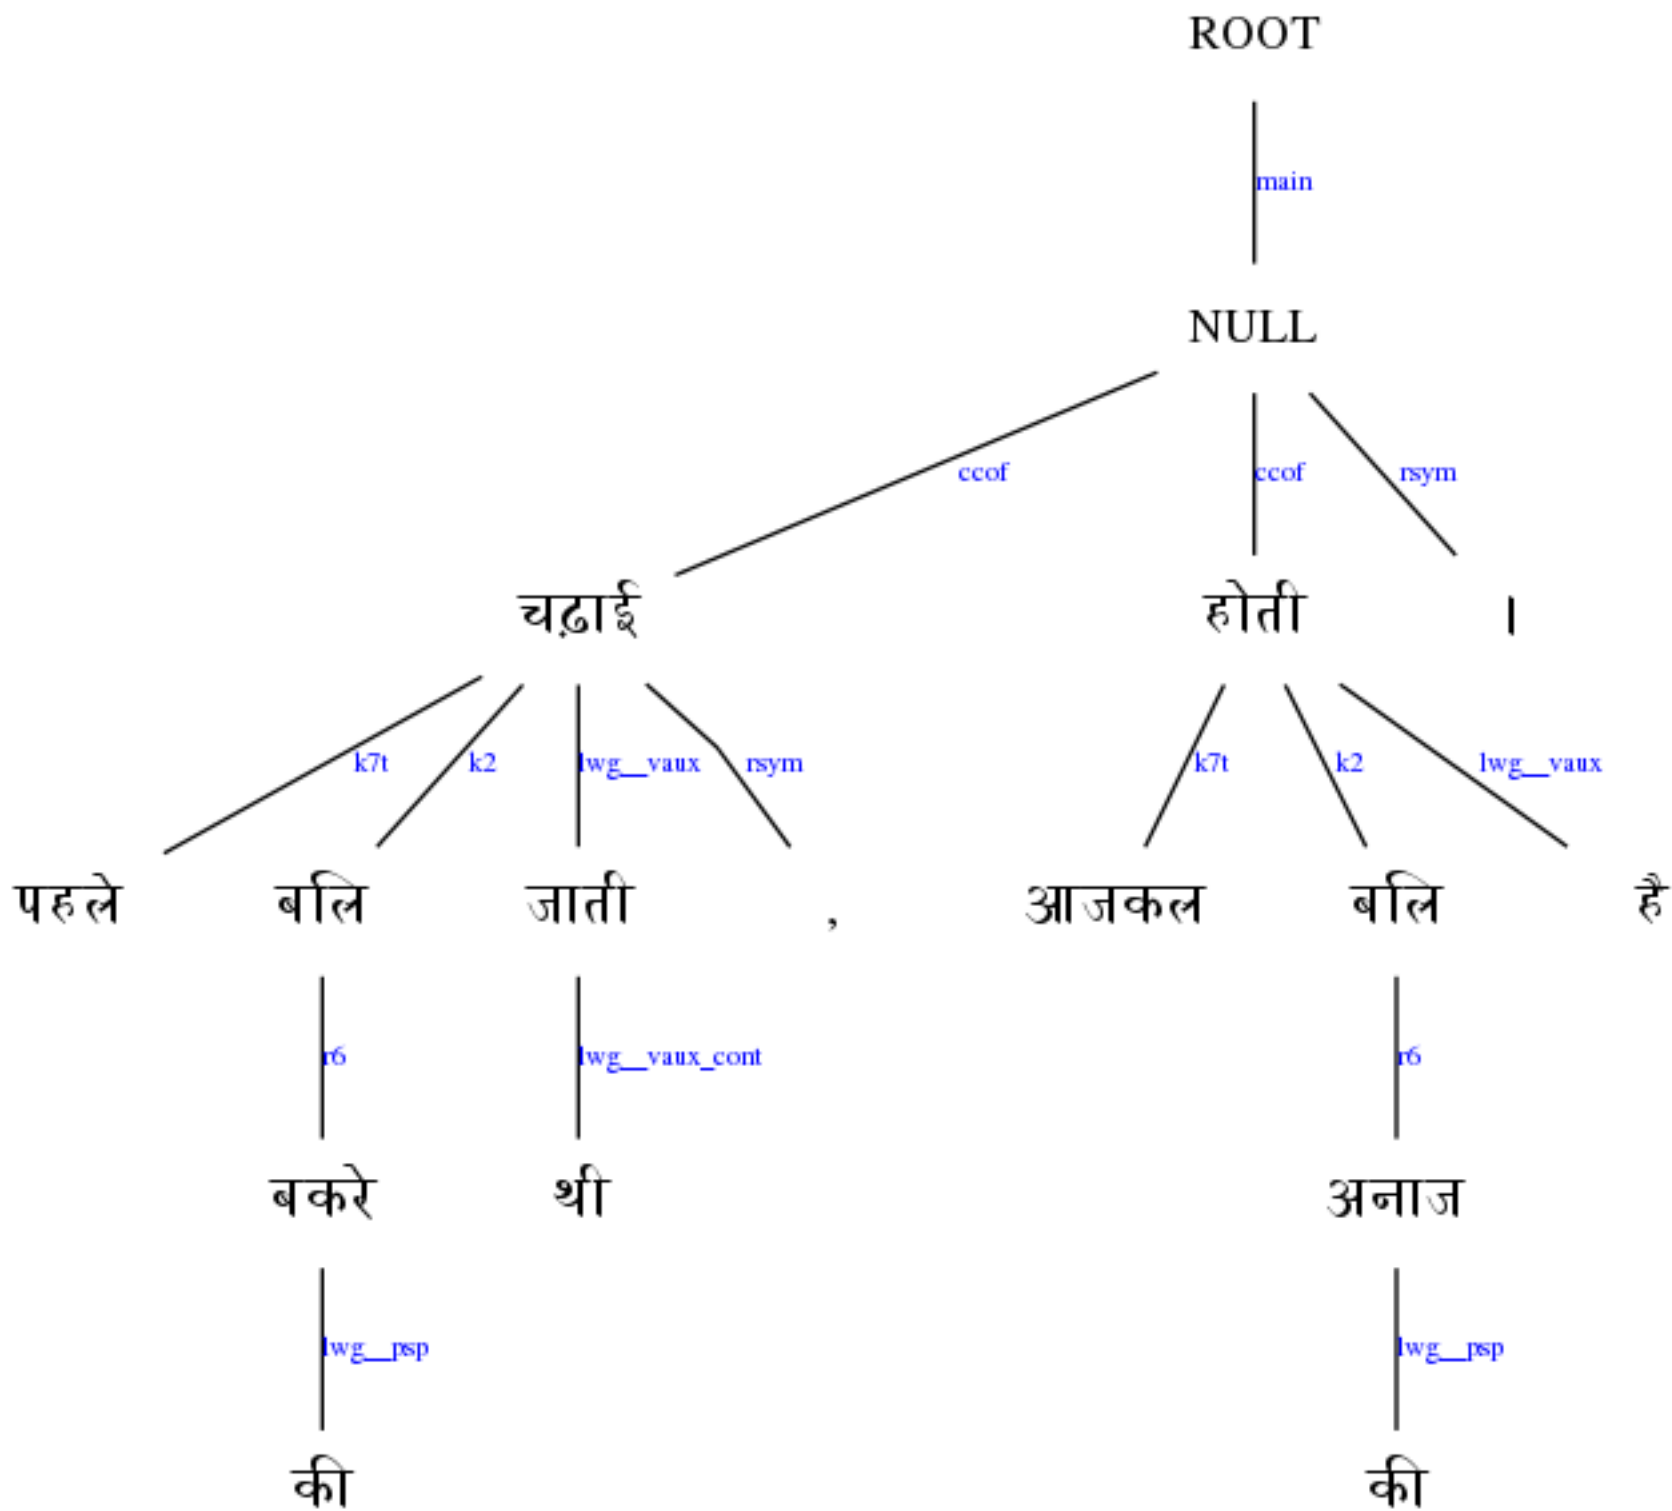 ROOT
main
NULL
ccof ccof rsym
चढ़ाई होती ।
k7t k2 lwg__vaux rsym k7t k2 lwg__vaux
पहले बलि जाती , आजकल बलि है
r6 lwg__vaux_cont r6
बकरे थी अनाज
lwg__psp lwg__psp
की की